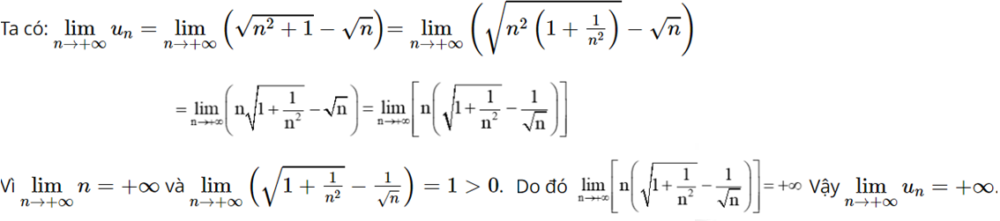 Ta có: $\lim\limits_{n\to+\infty} u_n = \lim\limits_{n\to+\infty} \left(\sqrt{n^2+1}-\sqrt{n}\right) = \lim\limits_{n\to+\infty} \left(\sqrt{n^2\left(1+\frac{1}{n^2}\right)}-\sqrt{n}\right)$
$= \lim\limits_{n\to+\infty}\left(n\sqrt{1+\frac{1}{n^2}}-\sqrt{n}\right) = \lim\limits_{n\to+\infty}\left[n\left(\sqrt{1+\frac{1}{n^2}}-\frac{1}{\sqrt{n}}\right)\right]$
Vì $\lim\limits_{n\to+\infty} n = +\infty$ và $\lim\limits_{n\to+\infty}\left(\sqrt{1+\frac{1}{n^2}}-\frac{1}{\sqrt{n}}\right) = 1 > 0.$ Do đó $\lim\limits_{n\to+\infty}\left[n\left(\sqrt{1+\frac{1}{n^2}}-\frac{1}{\sqrt{n}}\right)\right] = +\infty$ Vậy $\lim\limits_{n\to+\infty} u_n = +\infty.$